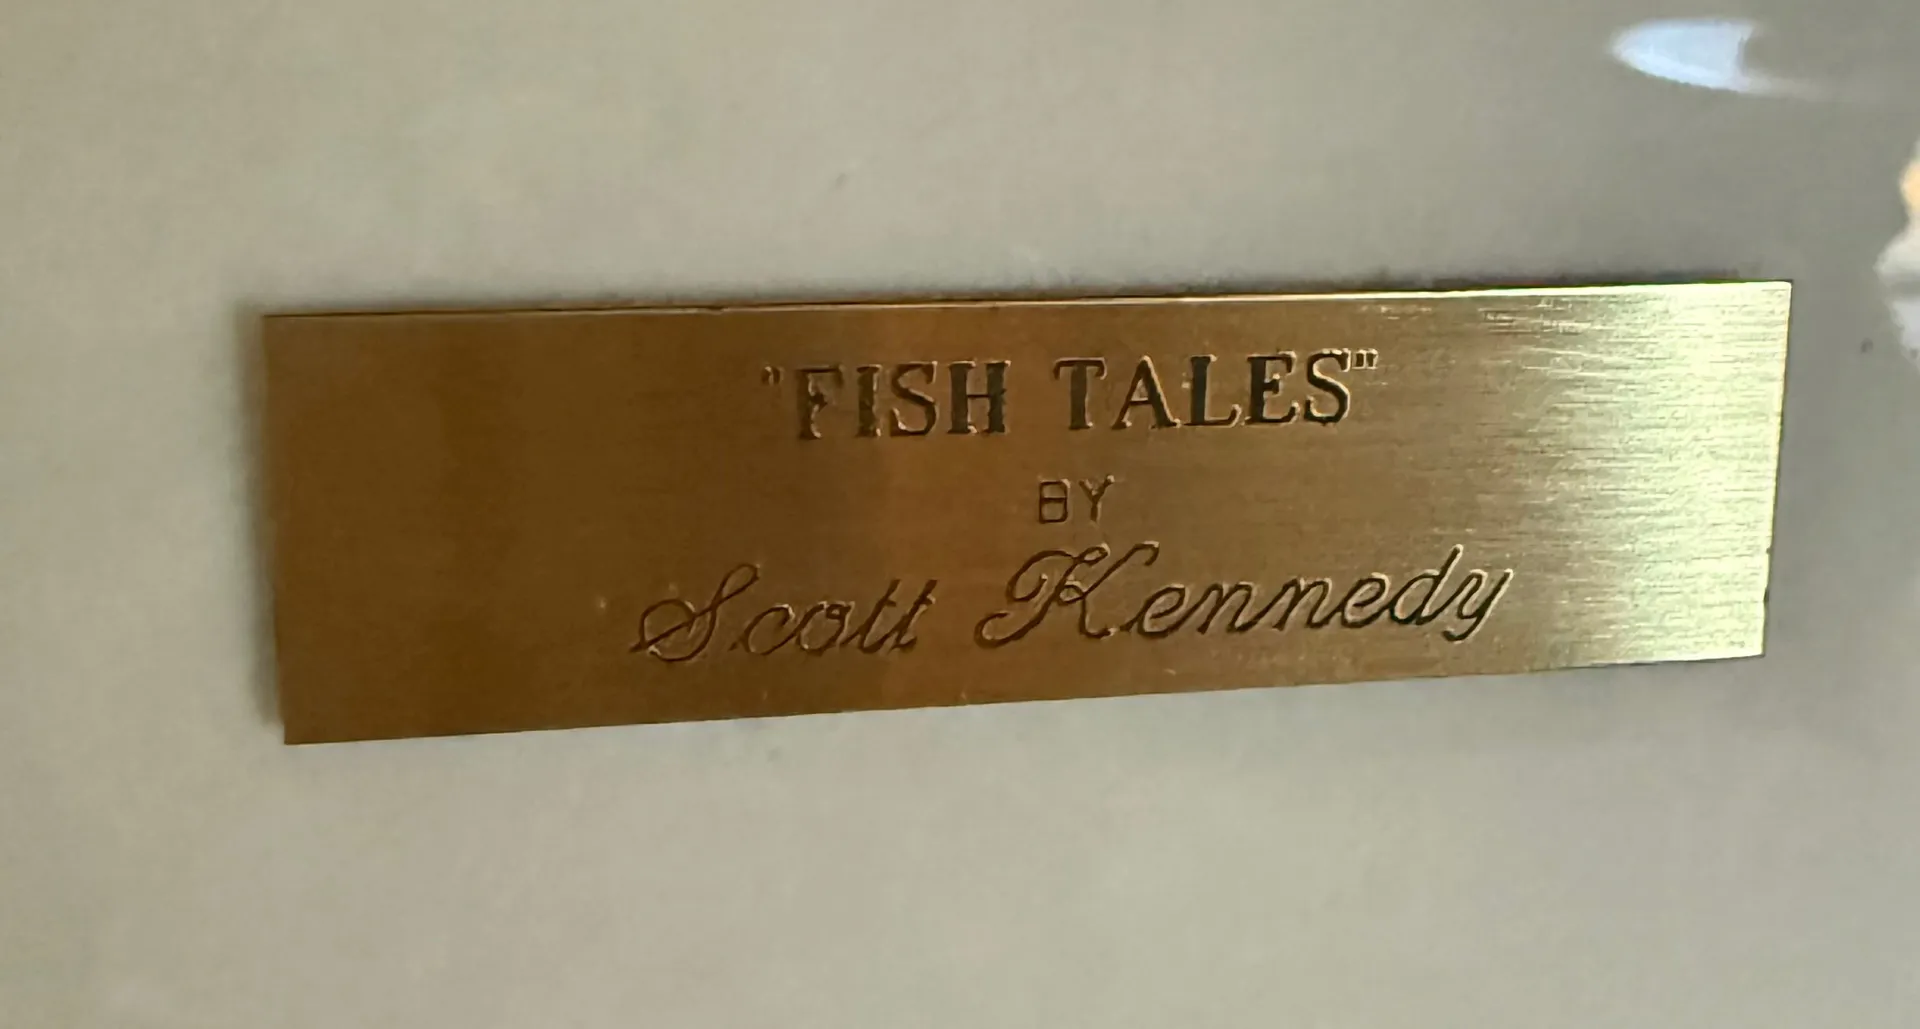 "FISH TALES"
BY
Scott Kennedy